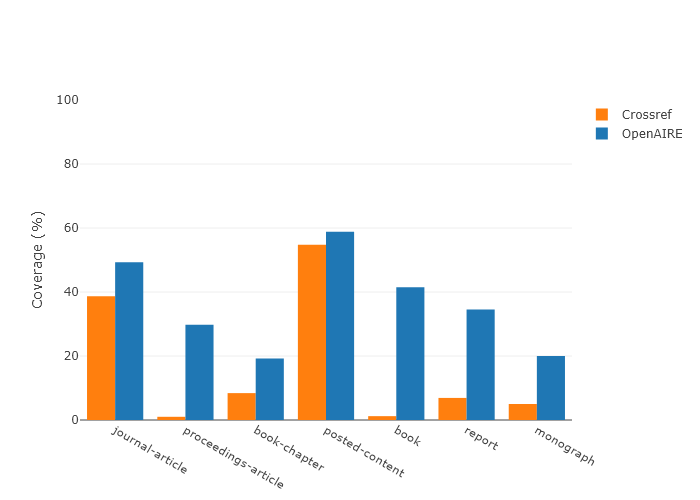 100
80
60
40
20
0
Coverage (%)
journal-article
proceedings-article
book-chapter
posted-content
book
report
monograph
Crossref
OpenAIRE